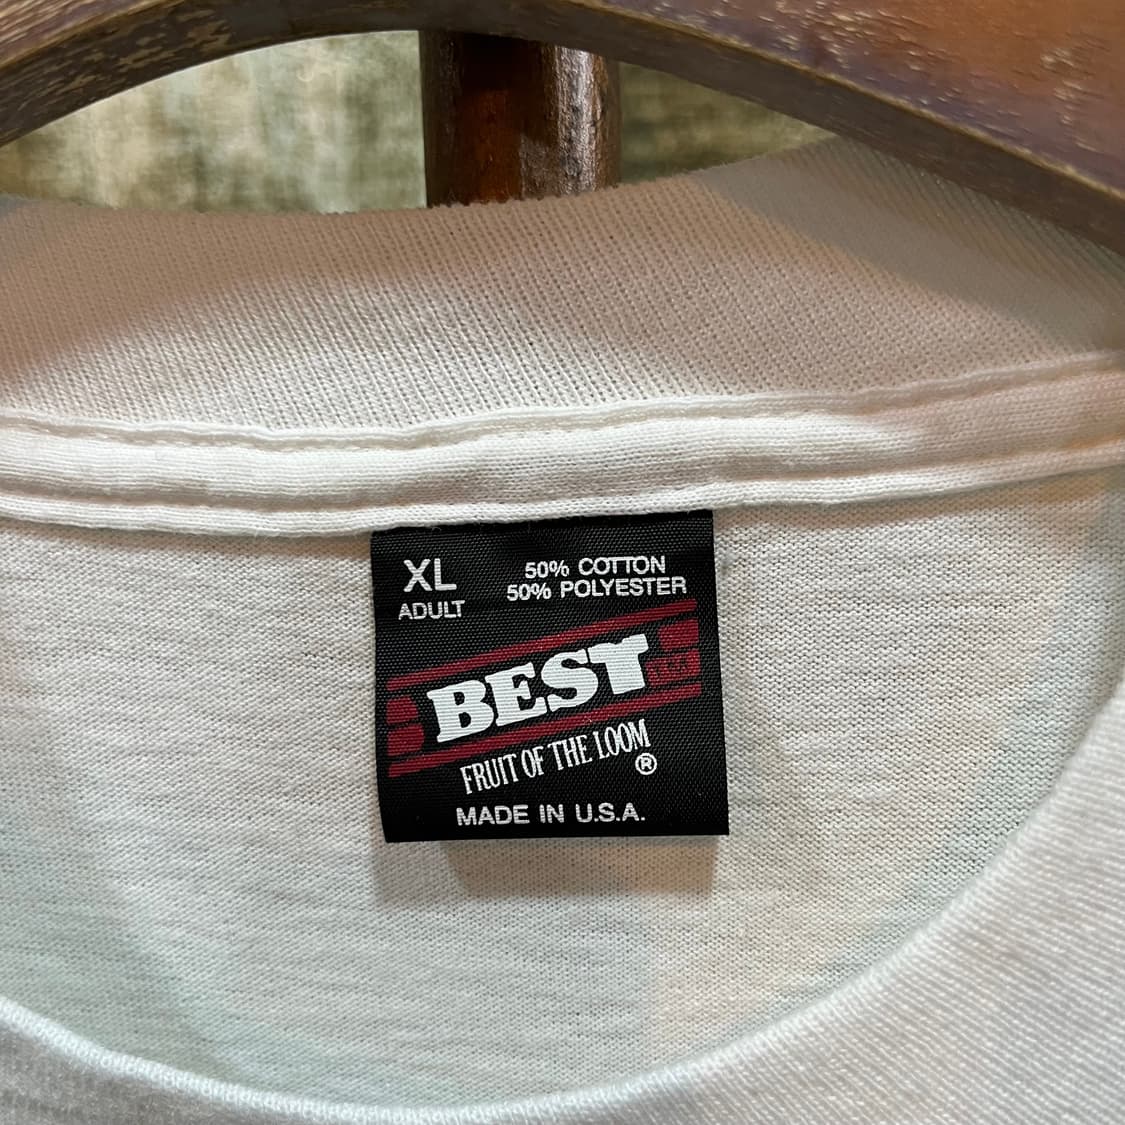 XL
ADULT
50% COTTON
50% POLYESTER
BEST
FRUIT OF THE LOOM
®
MADE IN U.S.A.